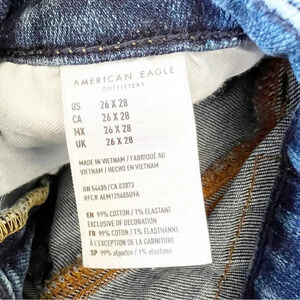 AMERICAN EAGLE
OUTFITTERS
US 26 X 28
CA 26 X 28
MX 26 X 28
UK 26 X 28
MADE IN VIETNAM / FABRIQUÉ AU
VIETNAM / HECHO EN VIETNAM
RN 54485 / CA 03873
RFC# AEM1206050U9A
EN 99% COTTON / 1% ELASTANE
EXCLUSIVE OF DECORATION
FR 99% COTON / 1% ÉLASTHANNE
À L'EXCEPTION DE LA GARNITURE
SP 99% algodón / 1% elastano